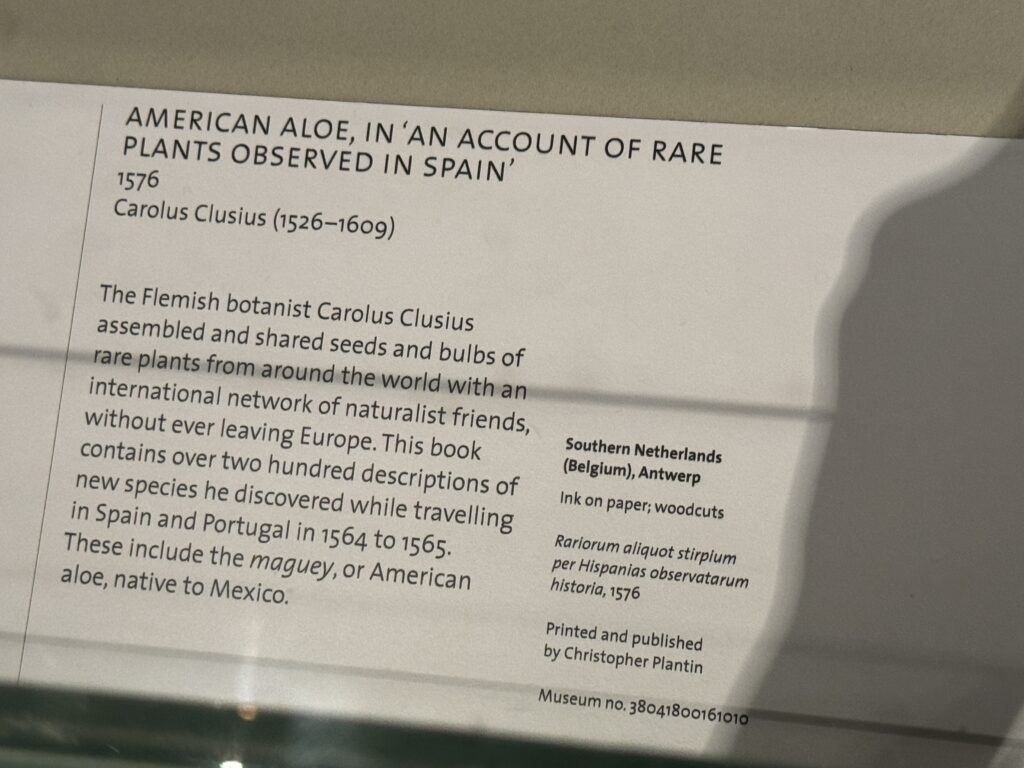 AMERICAN ALOE, IN ‘AN ACCOUNT OF RARE
PLANTS OBSERVED IN SPAIN’
1576
Carolus Clusius (1526–1609)
The Flemish botanist Carolus Clusius
assembled and shared seeds and bulbs of
rare plants from around the world with an
international network of naturalist friends,
without ever leaving Europe. This book
contains over two hundred descriptions of
new species he discovered while travelling
in Spain and Portugal in 1564 to 1565.
These include the maguey, or American
aloe, native to Mexico.
Southern Netherlands
(Belgium), Antwerp
Ink on paper; woodcuts
Rariorum aliquot stirpium
per Hispanias observatarum
historia, 1576
Printed and published
by Christopher Plantin
Museum no. 38041800161010